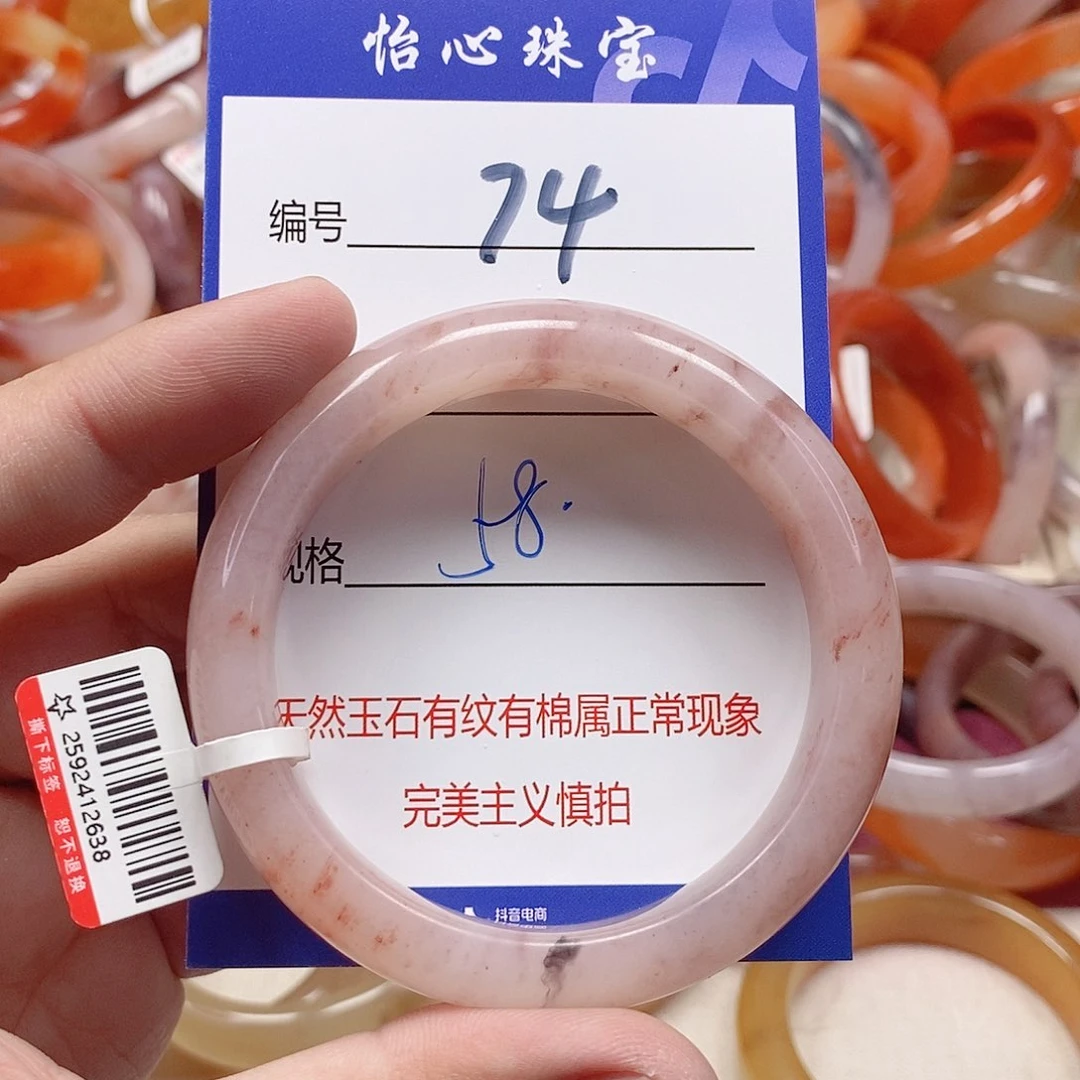 怡心珠宝
编号 74
规格 58.
天然玉石有纹有棉属正常现象
完美主义慎拍
抖音电商
2592412638
撕下标签 恕不退换